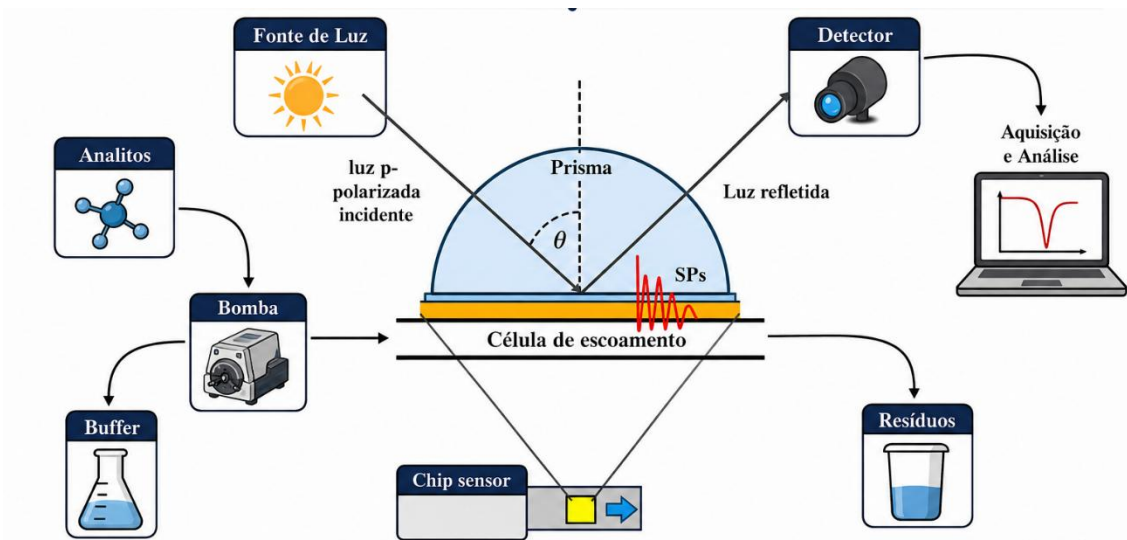 Fonte de Luz
Detector
Analitos
luz p-
polarizada
incidente
Prisma
θ
Luz refletida
Aquisição
e Análise
SPs
Bomba
Célula de escoamento
Buffer
Resíduos
Chip sensor